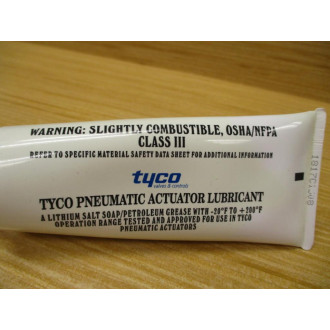 WARNING: SLIGHTLY COMBUSTIBLE, OSHA/NFPA
CLASS III
REFER TO SPECIFIC MATERIAL SAFETY DATA SHEET FOR ADDITIONAL INFORMATION
tyco
valves & controls
TYCO PNEUMATIC ACTUATOR LUBRICANT
A LITHIUM SALT SOAP/PETROLEUM GREASE WITH -20°F TO +200°F
OPERATION RANGE TESTED AND APPROVED FOR USE IN TYCO
PNEUMATIC ACTUATORS